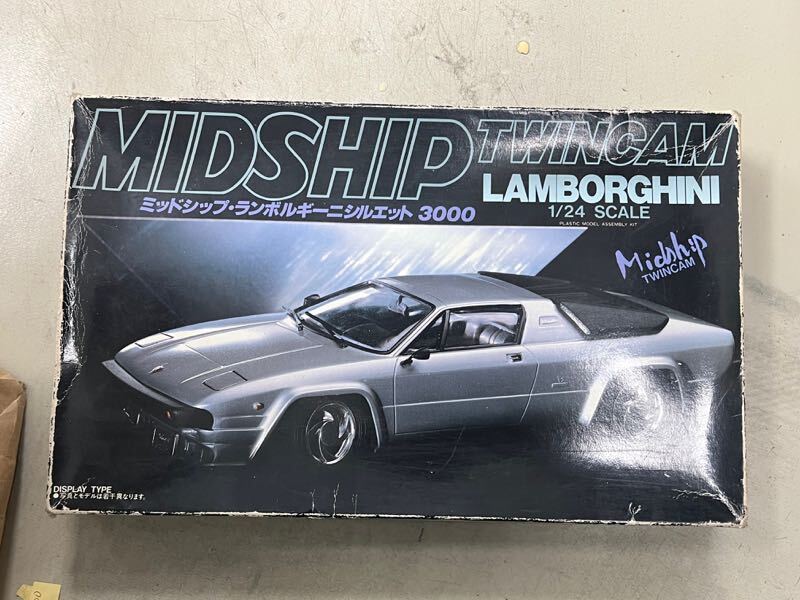 MIDSHIP TWINCAM
LAMBORGHINI
ミッドシップ・ランボルギーニシルエット 3000
1/24 SCALE
PLASTIC MODEL ASSEMBLY KIT
Midship
TWINCAM
DISPLAY TYPE
●写真とモデルは若干異なります。